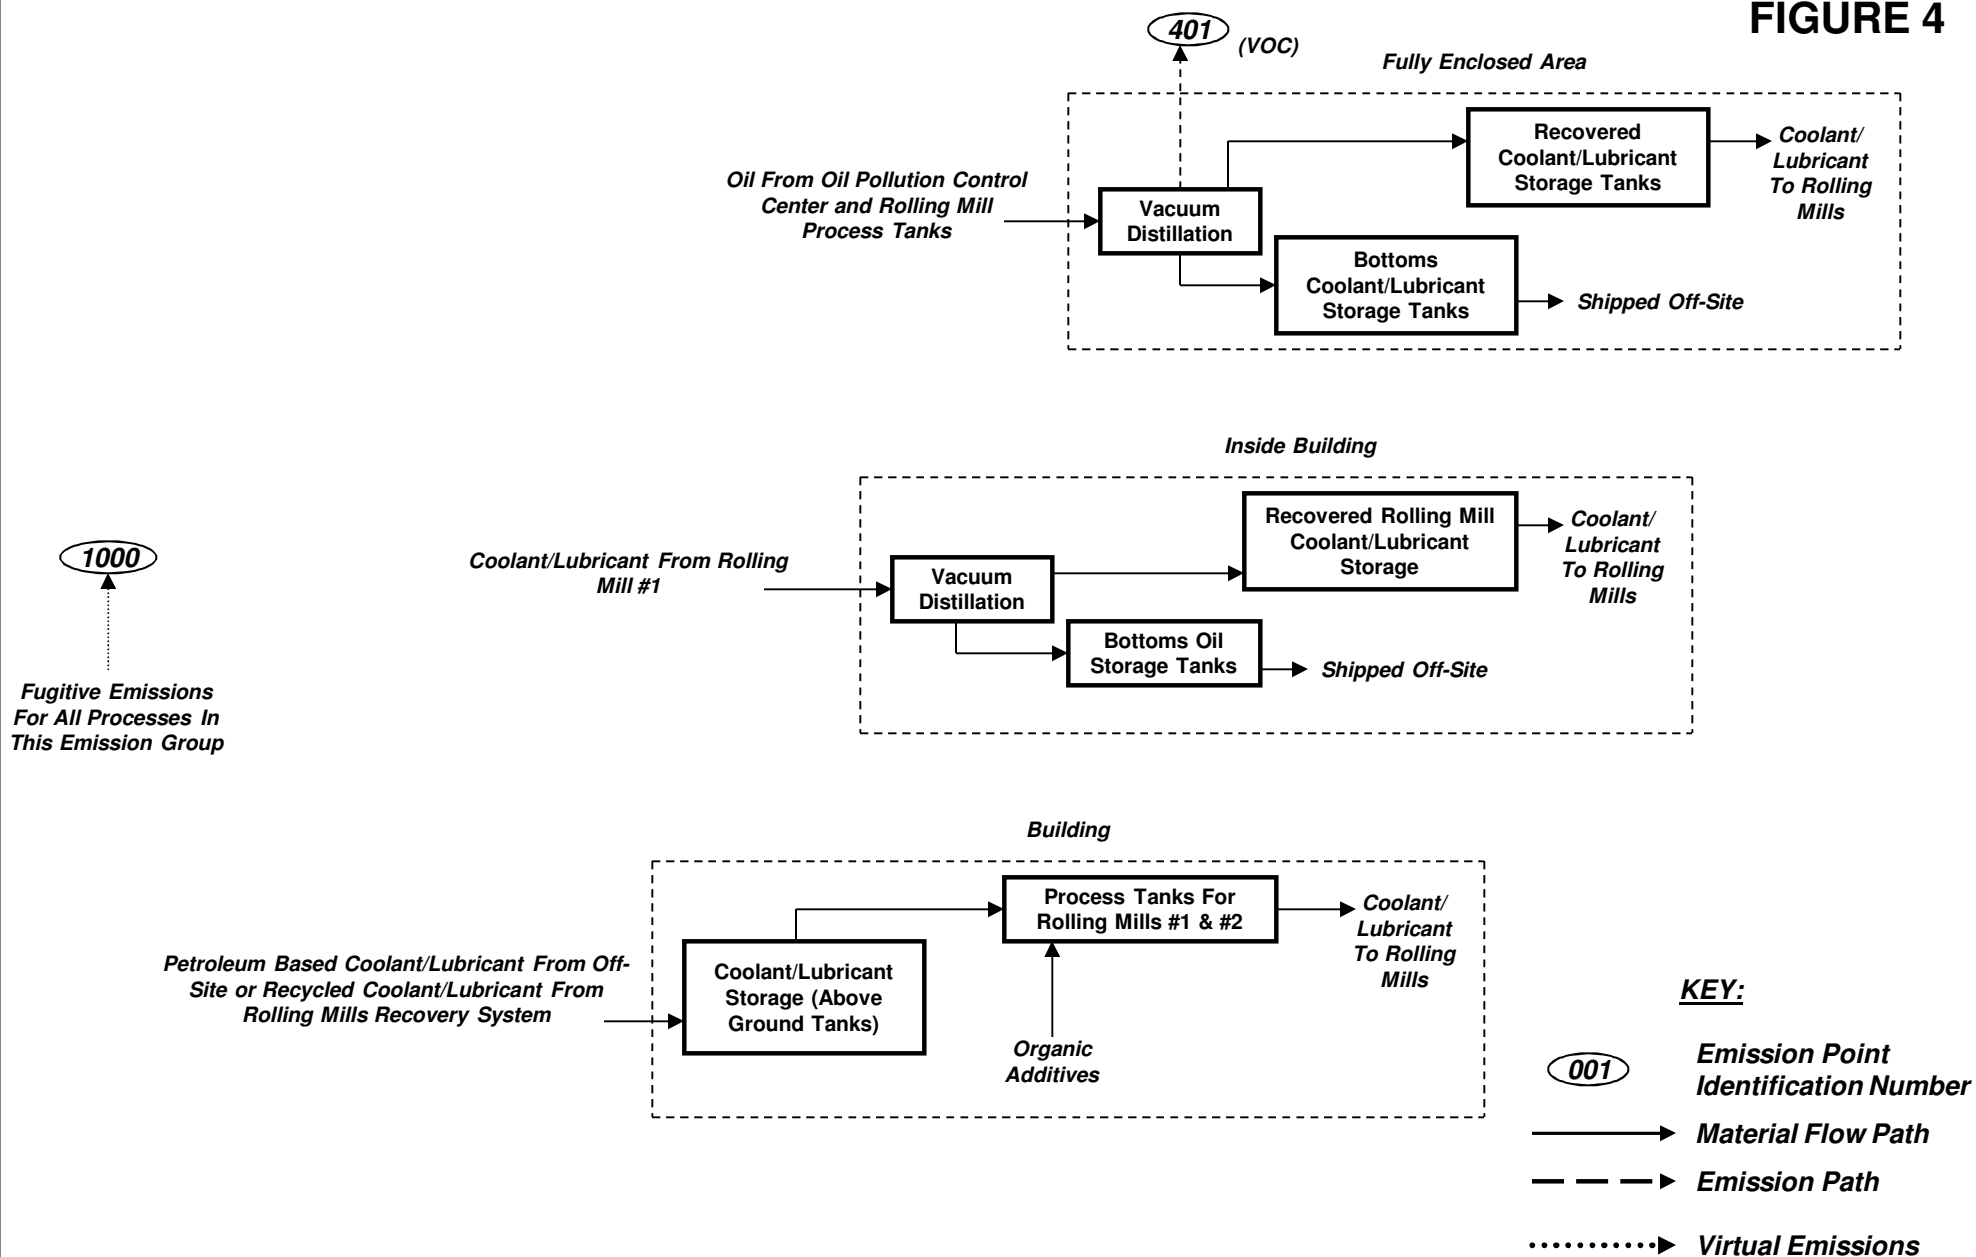 FIGURE 4
401
(VOC)
Fully Enclosed Area
Oil From Oil Pollution Control
Center and Rolling Mill
Process Tanks
Vacuum
Distillation
Recovered
Coolant/Lubricant
Storage Tanks
Coolant/
Lubricant
To Rolling
Mills
Bottoms
Coolant/Lubricant
Storage Tanks
Shipped Off-Site
Inside Building
1000
Fugitive Emissions
For All Processes In
This Emission Group
Coolant/Lubricant From Rolling
Mill #1
Vacuum
Distillation
Recovered Rolling Mill
Coolant/Lubricant
Storage
Coolant/
Lubricant
To Rolling
Mills
Bottoms Oil
Storage Tanks
Shipped Off-Site
Building
Petroleum Based Coolant/Lubricant From Off-
Site or Recycled Coolant/Lubricant From
Rolling Mills Recovery System
Coolant/Lubricant
Storage (Above
Ground Tanks)
Process Tanks For
Rolling Mills #1 & #2
Organic
Additives
Coolant/
Lubricant
To Rolling
Mills
KEY:
001
Emission Point
Identification Number
Material Flow Path
Emission Path
Virtual Emissions